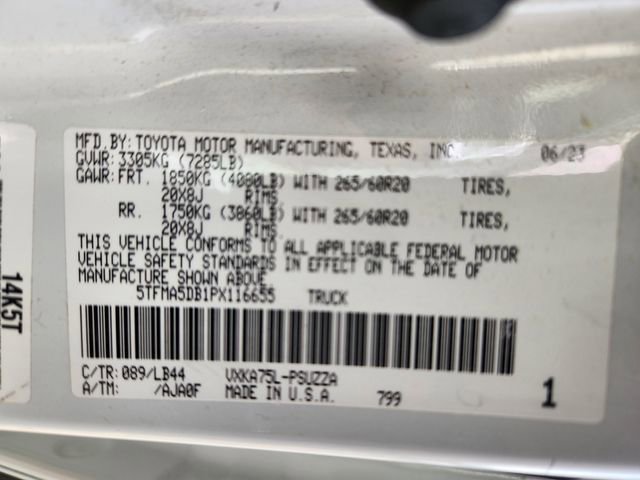 MFD. BY: TOYOTA MOTOR MANUFACTURING, TEXAS, INC. 06/23
GVWR: 3305KG (7285LB)
GAWR: FRT. 1850KG (4080LB) WITH 265/60R20 TIRES,
20X8J RIMS
RR. 1750KG (3860LB) WITH 265/60R20 TIRES,
20X8J RIMS
THIS VEHICLE CONFORMS TO ALL APPLICABLE FEDERAL MOTOR
VEHICLE SAFETY STANDARDS IN EFFECT ON THE DATE OF
MANUFACTURE SHOWN ABOVE.
5TFMA5DB1PX116655 TRUCK
C/TR: 089/LB44 VXKA75L-PSUZZA
A/TM: /AJA0F MADE IN U.S.A. 799 1
14K5T